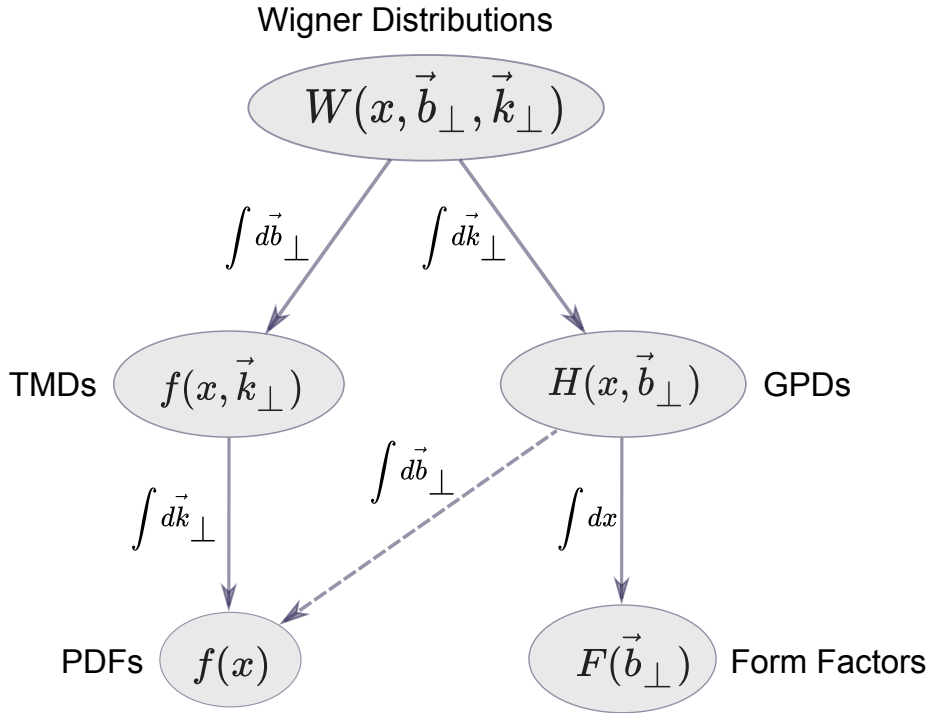 Wigner Distributions
W(x, b⃗⊥, k⃗⊥)
∫ db⃗⊥
∫ dk⃗⊥
TMDs
f(x, k⃗⊥)
H(x, b⃗⊥)
GPDs
∫ db⃗⊥
∫ dk⃗⊥
∫ dx
PDFs
f(x)
F(b⃗⊥)
Form Factors